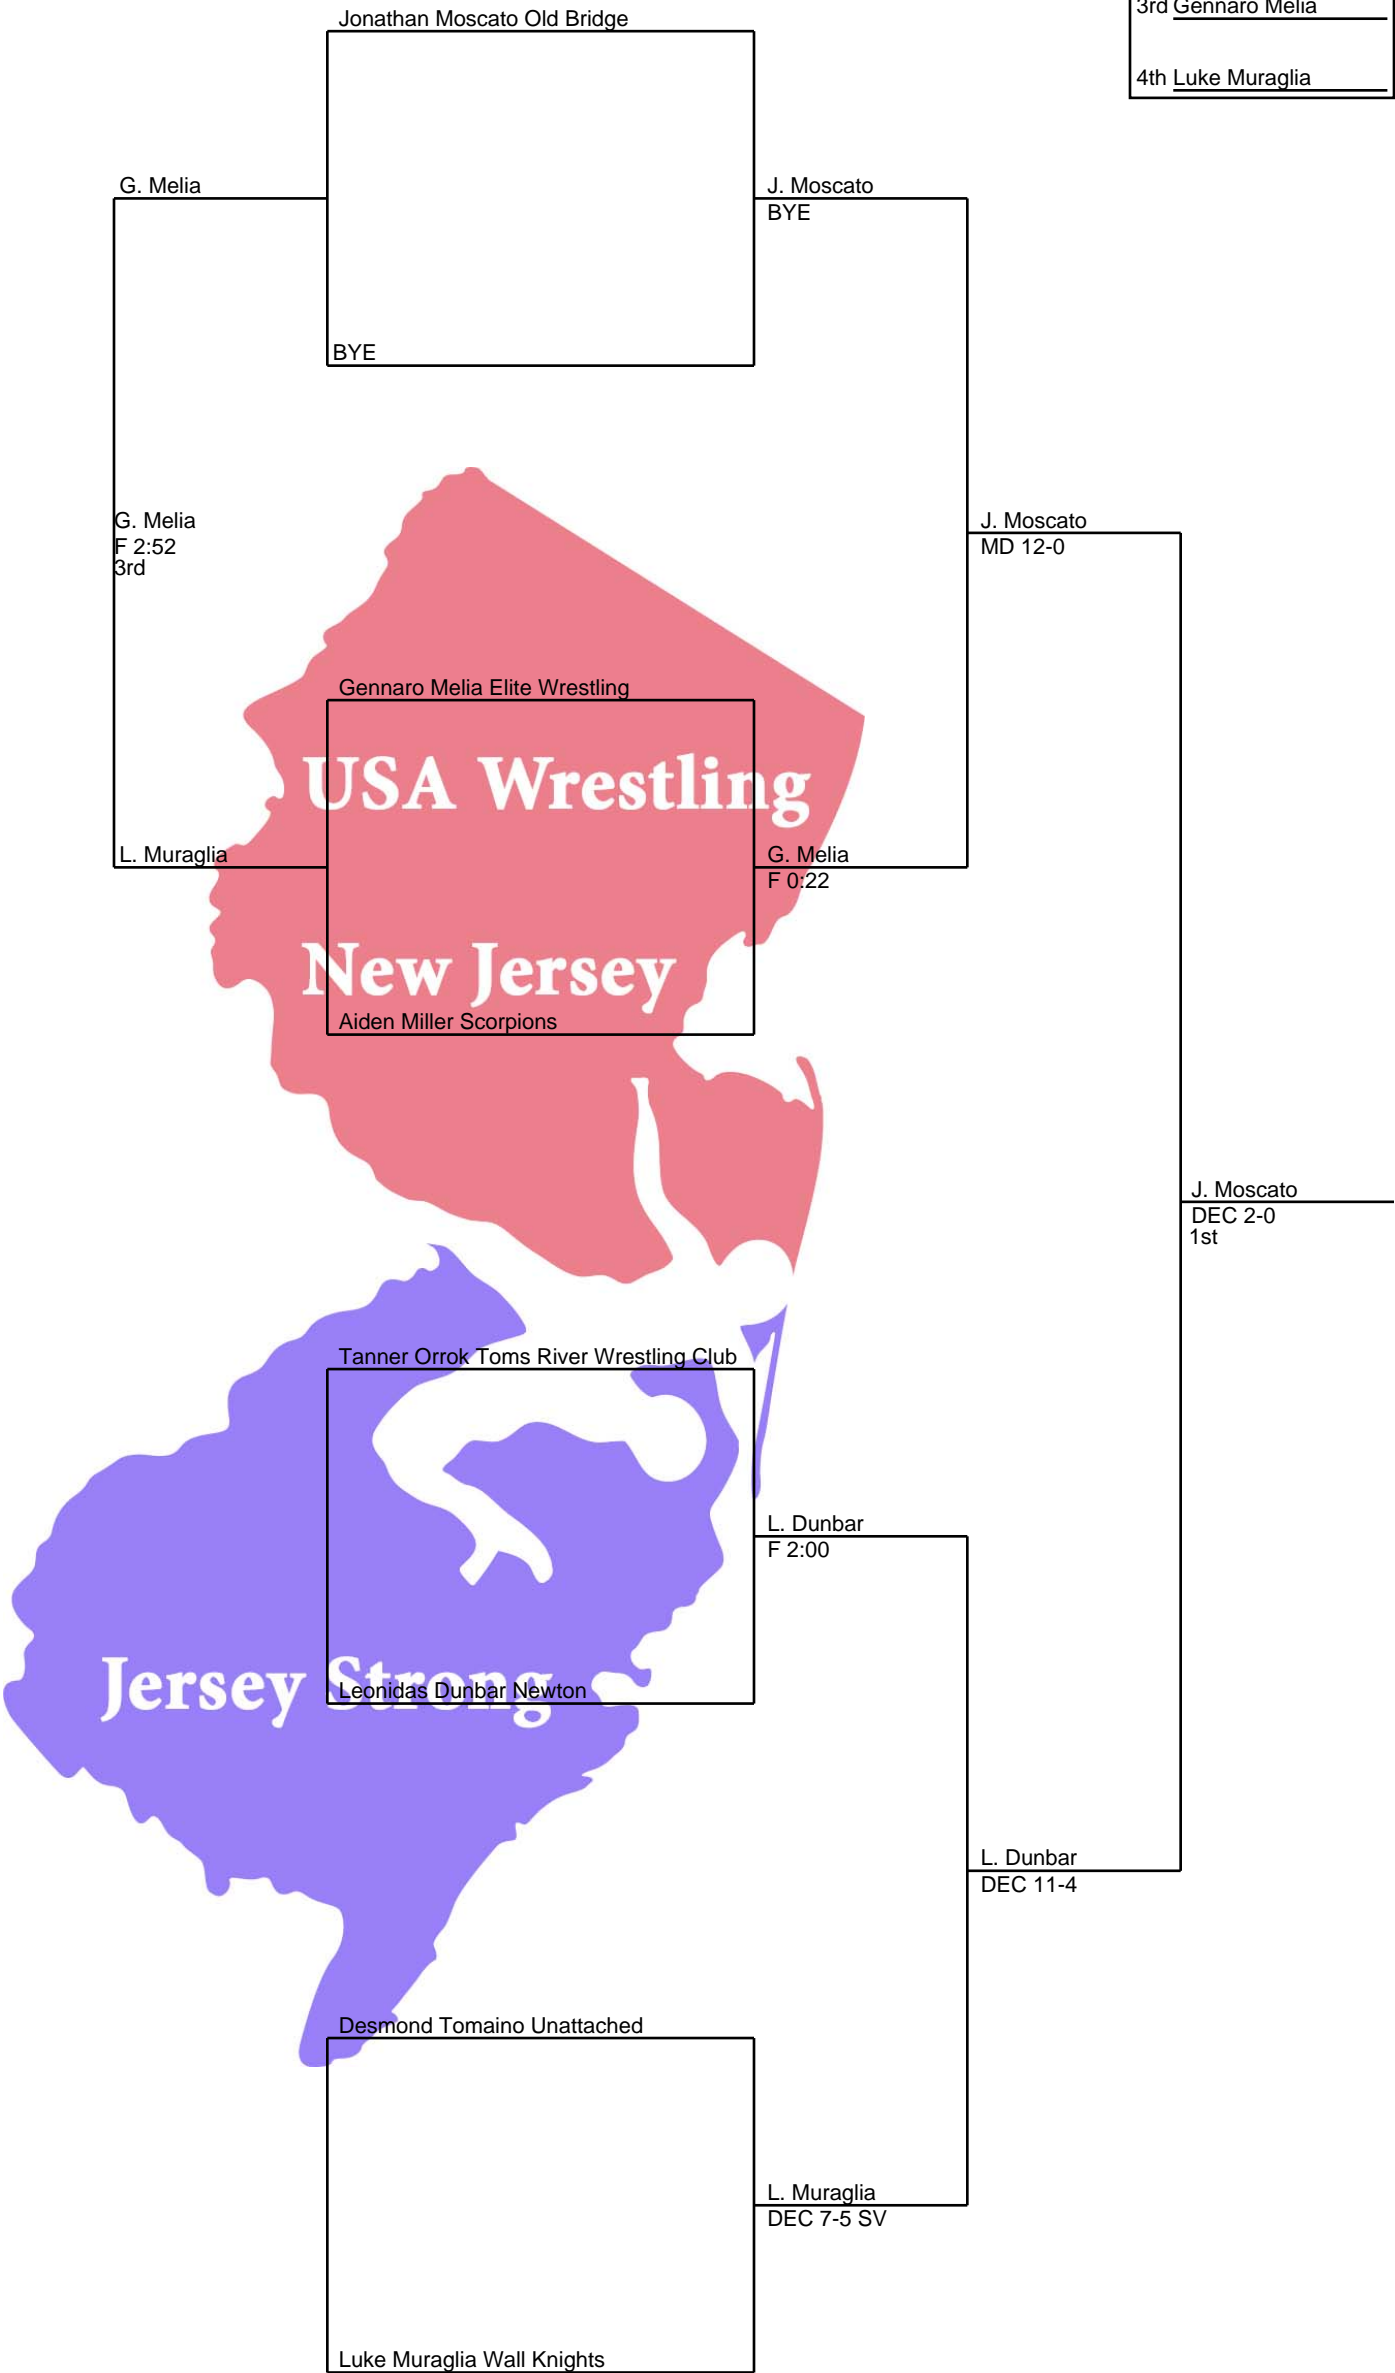 3rd Gennaro Melia
4th Luke Muraglia
Jonathan Moscato Old Bridge
G. Melia
J. Moscato
BYE
BYE
G. Melia
F 2:52
3rd
J. Moscato
MD 12-0
Gennaro Melia Elite Wrestling
USA Wrestling
L. Muraglia
G. Melia
F 0:22
New Jersey
Aiden Miller Scorpions
J. Moscato
DEC 2-0
1st
Tanner Orrok Toms River Wrestling Club
L. Dunbar
F 2:00
Jersey Strong
Leonidas Dunbar Newton
L. Dunbar
DEC 11-4
Desmond Tomaino Unattached
L. Muraglia
DEC 7-5 SV
Luke Muraglia Wall Knights